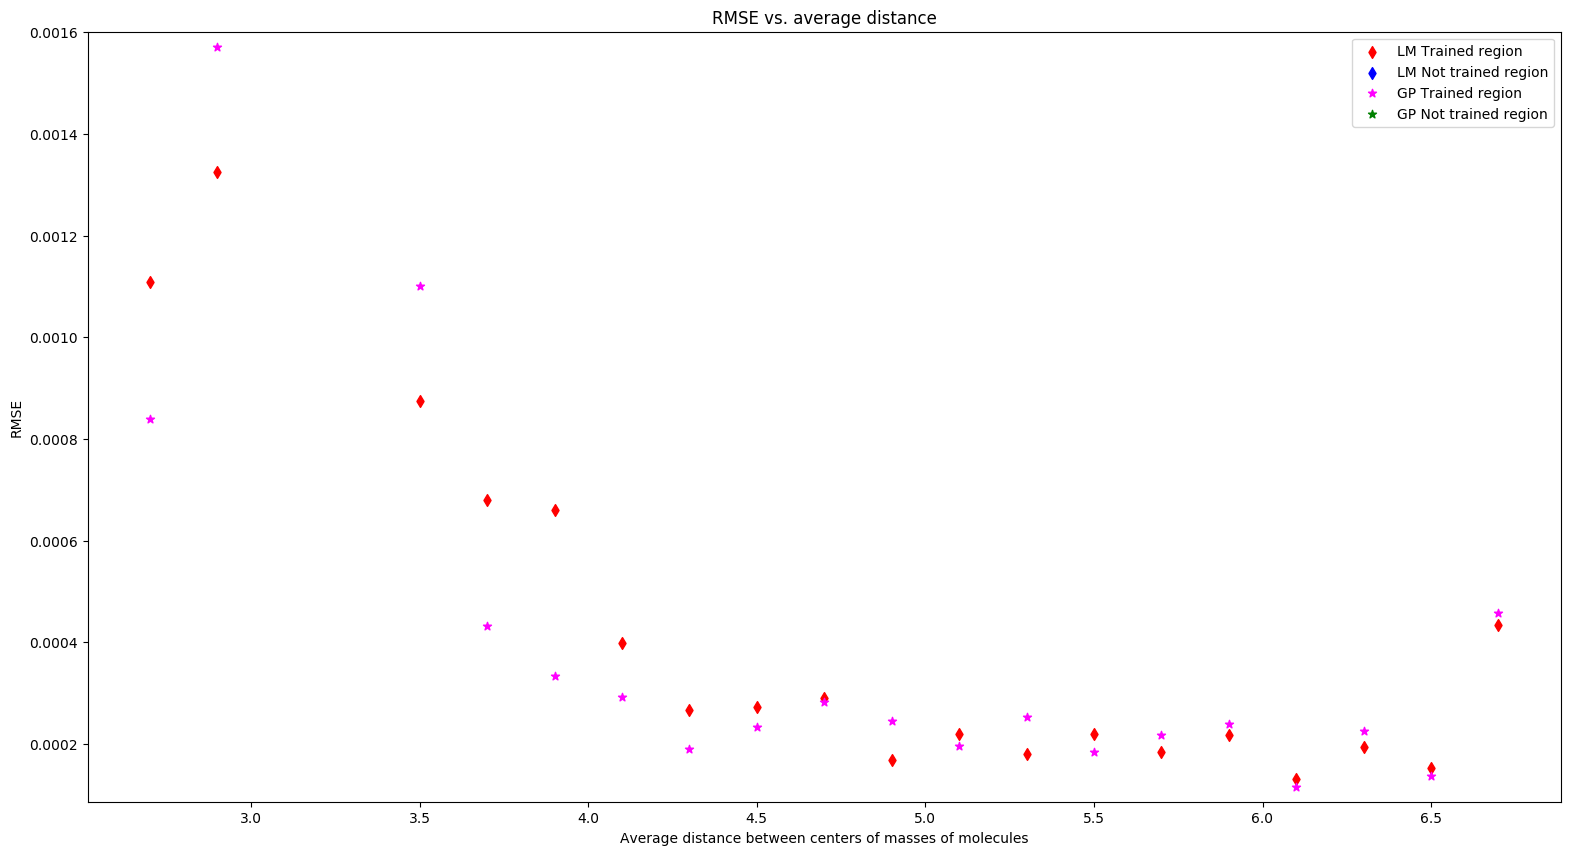 RMSE vs. average distance
0.0016
0.0014
0.0012
0.0010
0.0008
0.0006
0.0004
0.0002
RMSE
LM Trained region
LM Not trained region
GP Trained region
GP Not trained region
3.0 3.5 4.0 4.5 5.0 5.5 6.0 6.5
Average distance between centers of masses of molecules